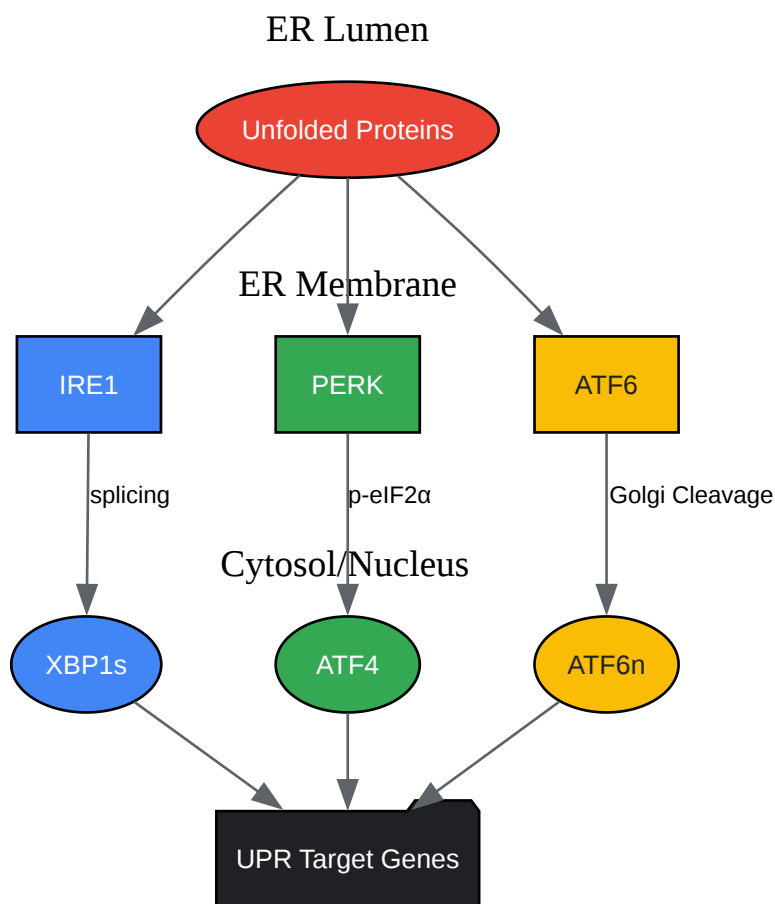 ER Lumen
Unfolded Proteins
ER Membrane
IRE1
PERK
ATF6
splicing
p-eIF2α
Golgi Cleavage
Cytosol/Nucleus
XBP1s
ATF4
ATF6n
UPR Target Genes